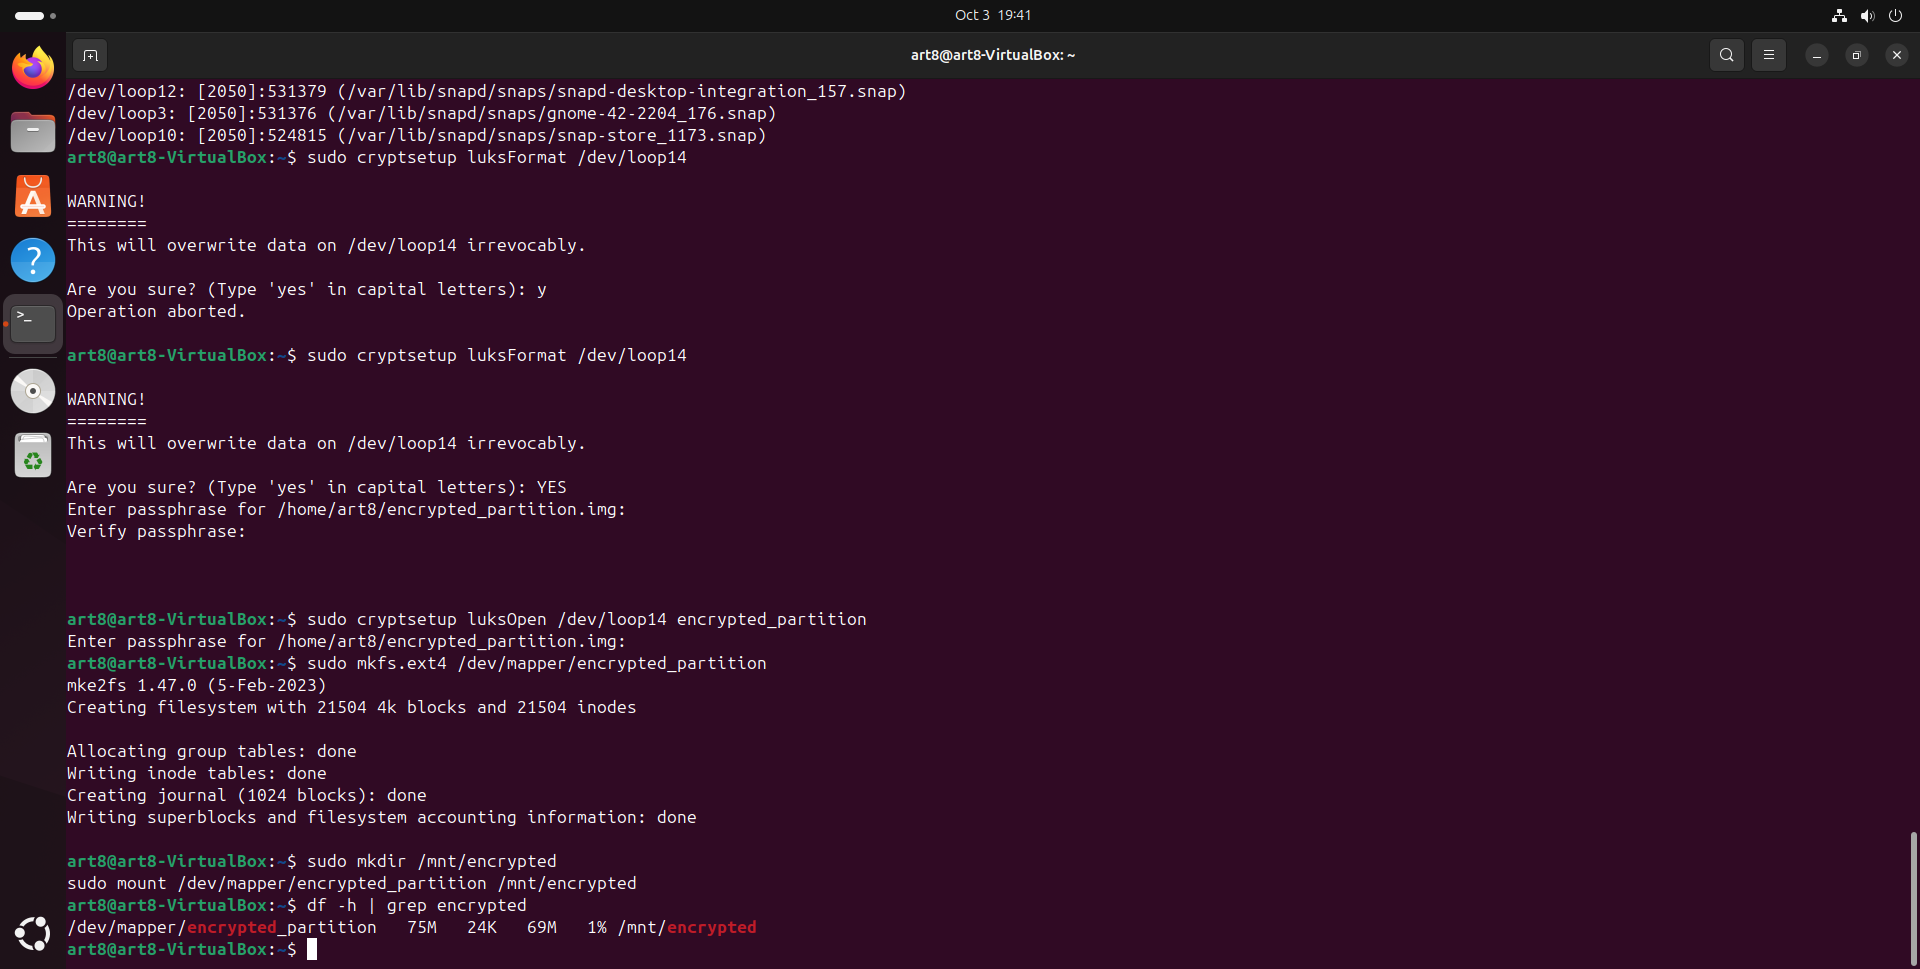 Oct 3 19:41
art8@art8-VirtualBox: ~
/dev/loop12: [2050]:531379 (/var/lib/snapd/snaps/snapd-desktop-integration_157.snap)
/dev/loop3: [2050]:531376 (/var/lib/snapd/snaps/gnome-42-2204_176.snap)
/dev/loop10: [2050]:524815 (/var/lib/snapd/snaps/snap-store_1173.snap)
art8@art8-VirtualBox:~$ sudo cryptsetup luksFormat /dev/loop14
WARNING!
========
This will overwrite data on /dev/loop14 irrevocably.
Are you sure? (Type 'yes' in capital letters): y
Operation aborted.
art8@art8-VirtualBox:~$ sudo cryptsetup luksFormat /dev/loop14
WARNING!
========
This will overwrite data on /dev/loop14 irrevocably.
Are you sure? (Type 'yes' in capital letters): YES
Enter passphrase for /home/art8/encrypted_partition.img:
Verify passphrase:
art8@art8-VirtualBox:~$ sudo cryptsetup luksOpen /dev/loop14 encrypted_partition
Enter passphrase for /home/art8/encrypted_partition.img:
art8@art8-VirtualBox:~$ sudo mkfs.ext4 /dev/mapper/encrypted_partition
mke2fs 1.47.0 (5-Feb-2023)
Creating filesystem with 21504 4k blocks and 21504 inodes
Allocating group tables: done
Writing inode tables: done
Creating journal (1024 blocks): done
Writing superblocks and filesystem accounting information: done
art8@art8-VirtualBox:~$ sudo mkdir /mnt/encrypted
sudo mount /dev/mapper/encrypted_partition /mnt/encrypted
art8@art8-VirtualBox:~$ df -h | grep encrypted
/dev/mapper/encrypted_partition   75M   24K   69M   1% /mnt/encrypted
art8@art8-VirtualBox:~$